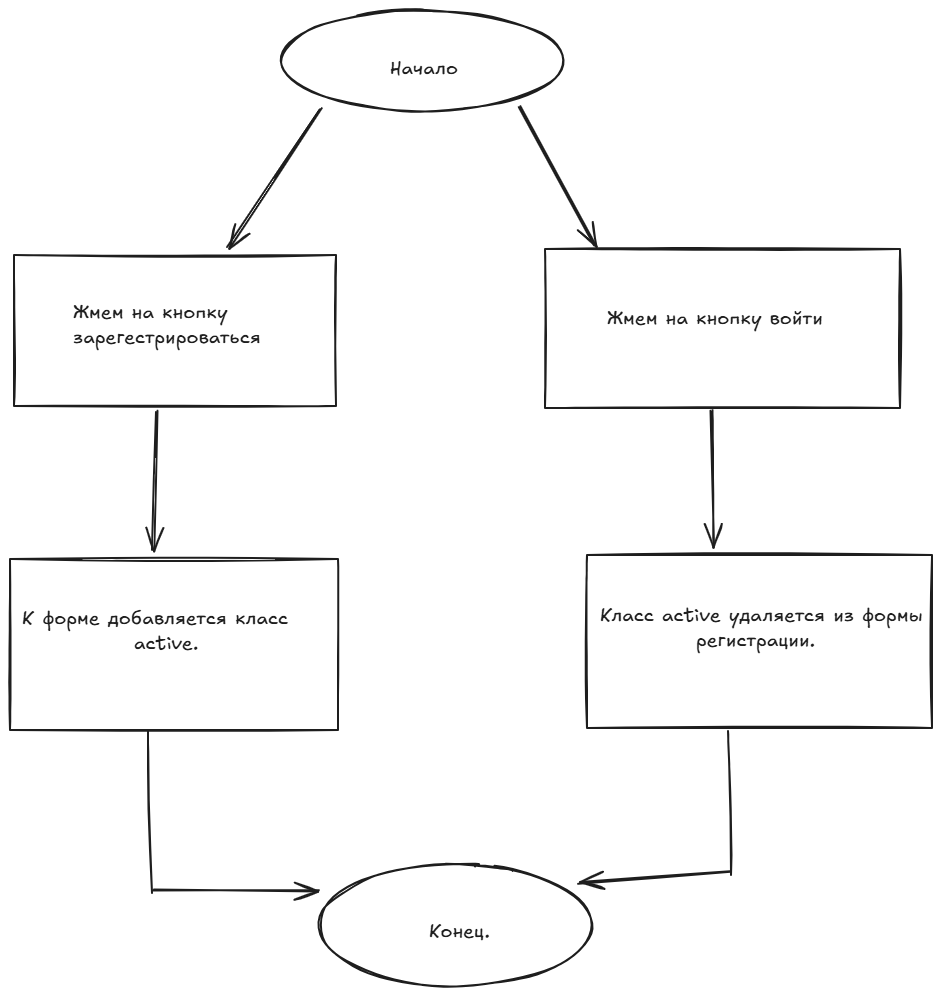 Начало
Жмем на кнопку
зарегестрироваться
Жмем на кнопку войти
К форме добавляется класс
active.
Класс active удаляется из формы
регистрации.
Конец.